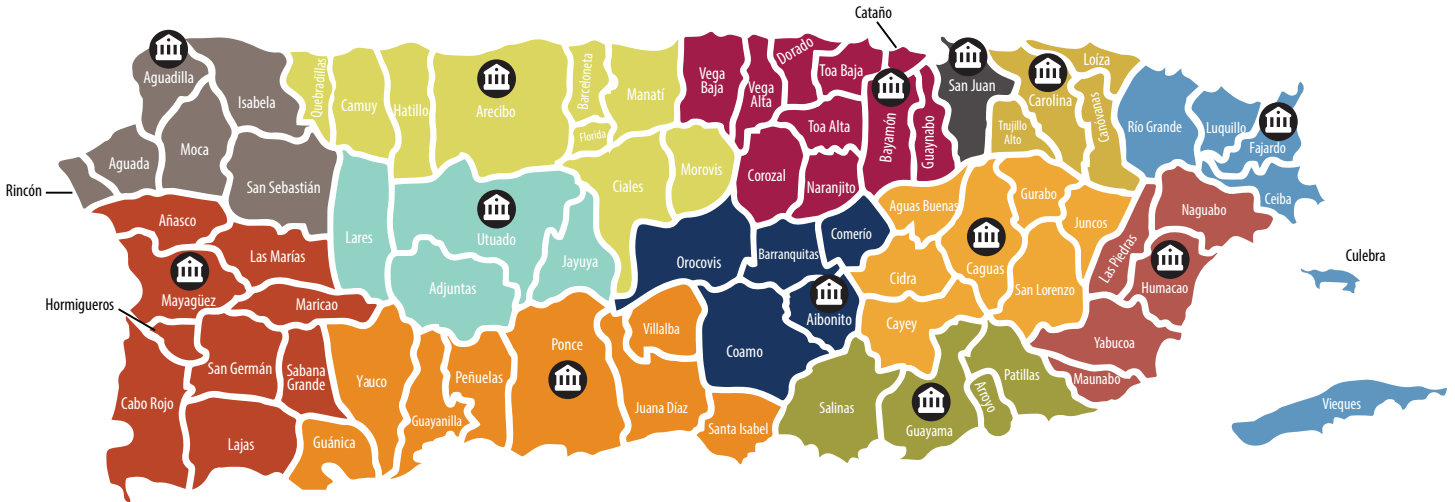 Cataño
Aguadilla
Isabela
Quebradillas
Camuy
Hatillo
Arecibo
Barceloneta
Florida
Manatí
Vega
Baja
Vega
Alta
Dorado
Toa Baja
Toa Alta
Bayamón
Guaynabo
San Juan
Carolina
Trujillo
Alto
Loíza
Canóvanas
Río Grande
Luquillo
Fajardo
Ceiba
Rincón
Aguada
Moca
San Sebastián
Lares
Utuado
Ciales
Morovis
Corozal
Naranjito
Aguas Buenas
Gurabo
Juncos
Las Piedras
Naguabo
Culebra
Añasco
Las Marías
Mayagüez
Hormigueros
Maricao
Adjuntas
Jayuya
Orocovis
Barranquitas
Comerío
Cidra
Caguas
San Lorenzo
Humacao
Aibonito
Cayey
Yabucoa
Cabo Rojo
San Germán
Sabana
Grande
Yauco
Guayanilla
Peñuelas
Ponce
Villalba
Juana Díaz
Coamo
Salinas
Guayama
Arroyo
Patillas
Maunabo
Vieques
Lajas
Guánica
Santa Isabel